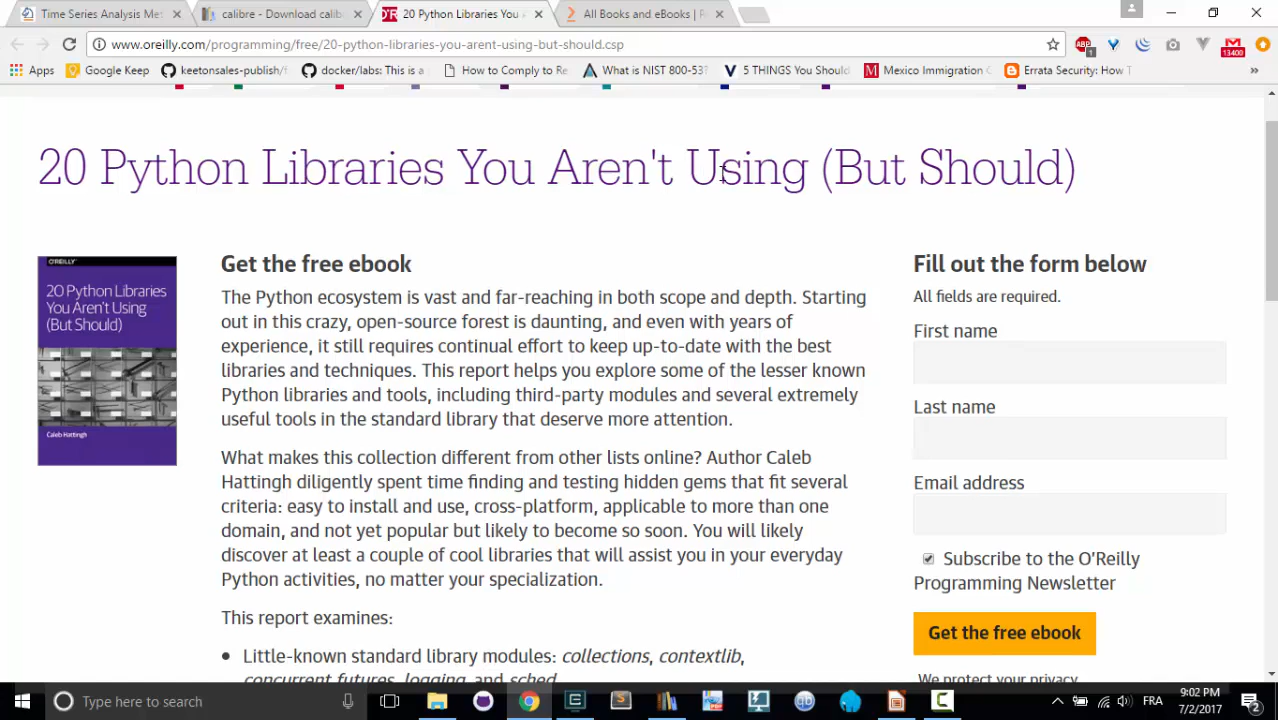 Time Series Analysis Met
calibre - Download calib
20 Python Libraries You A
All Books and eBooks | P
www.oreilly.com/programming/free/20-python-libraries-you-arent-using-but-should.csp
ABP
1
13400
Apps
Google Keep
keetonsales-publish/f
docker/labs: This is a
How to Comply to Re
What is NIST 800-53?
5 THINGS You Should
Mexico Immigration C
Errata Security: How T
»
20 Python Libraries You Aren't Using (But Should)
O'REILLY
20 Python Libraries
You Aren't Using
(But Should)
Caleb Hattingh
Get the free ebook
The Python ecosystem is vast and far-reaching in both scope and depth. Starting
out in this crazy, open-source forest is daunting, and even with years of
experience, it still requires continual effort to keep up-to-date with the best
libraries and techniques. This report helps you explore some of the lesser known
Python libraries and tools, including third-party modules and several extremely
useful tools in the standard library that deserve more attention.
What makes this collection different from other lists online? Author Caleb
Hattingh diligently spent time finding and testing hidden gems that fit several
criteria: easy to install and use, cross-platform, applicable to more than one
domain, and not yet popular but likely to become so soon. You will likely
discover at least a couple of cool libraries that will assist you in your everyday
Python activities, no matter your specialization.
This report examines:
• Little-known standard library modules: collections, contextlib,
concurrent.futures, logging, and sched
Fill out the form below
All fields are required.
First name
Last name
Email address
Subscribe to the O'Reilly
Programming Newsletter
Get the free ebook
We protect your privacy.
Type here to search
FRA
9:02 PM
7/2/2017
2